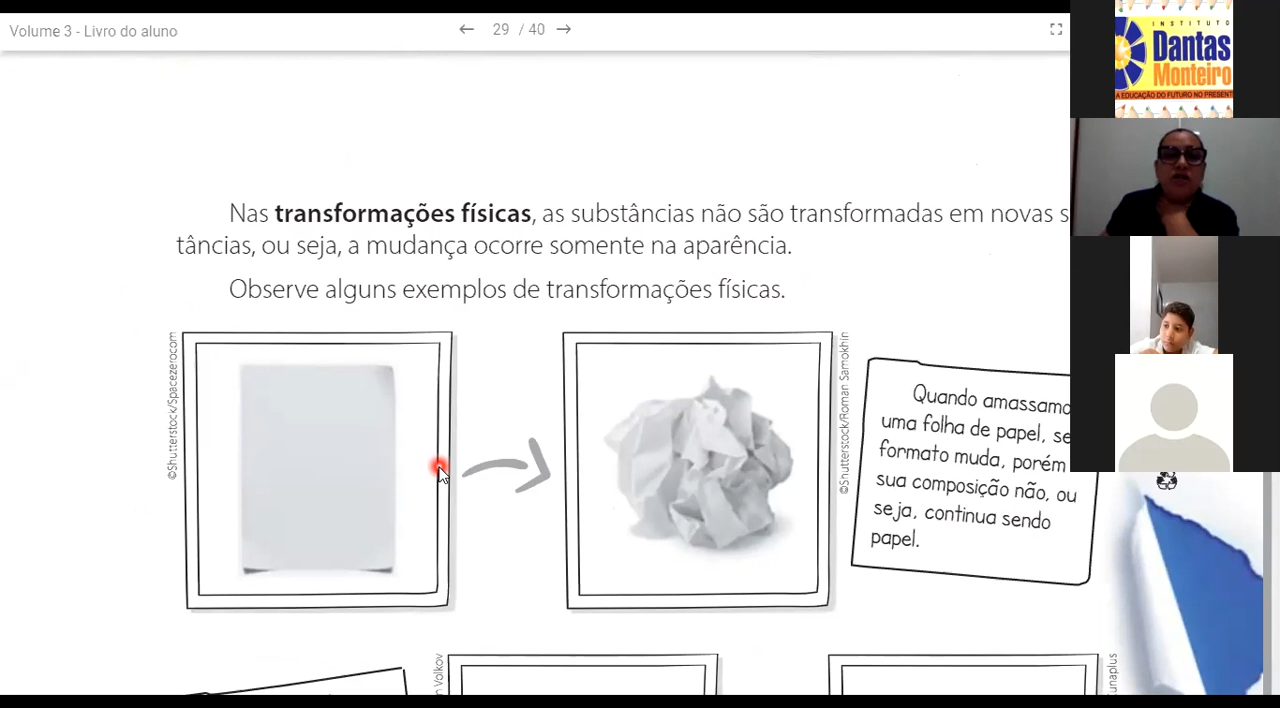 Volume 3 - Livro do aluno
29 / 40
INSTITUTO
Dantas
Monteiro
A EDUCAÇÃO DO FUTURO NO PRESENT
Nas transformações físicas, as substâncias não são transformadas em novas s
tâncias, ou seja, a mudança ocorre somente na aparência.
Observe alguns exemplos de transformações físicas.
©Shutterstock/Spacezerocom
©Shutterstock/Roman Samokhin
Quando amassamo
uma folha de papel, se
formato muda, porém
sua composição não, ou
seja, continua sendo
papel.
n Volkov
unaplus